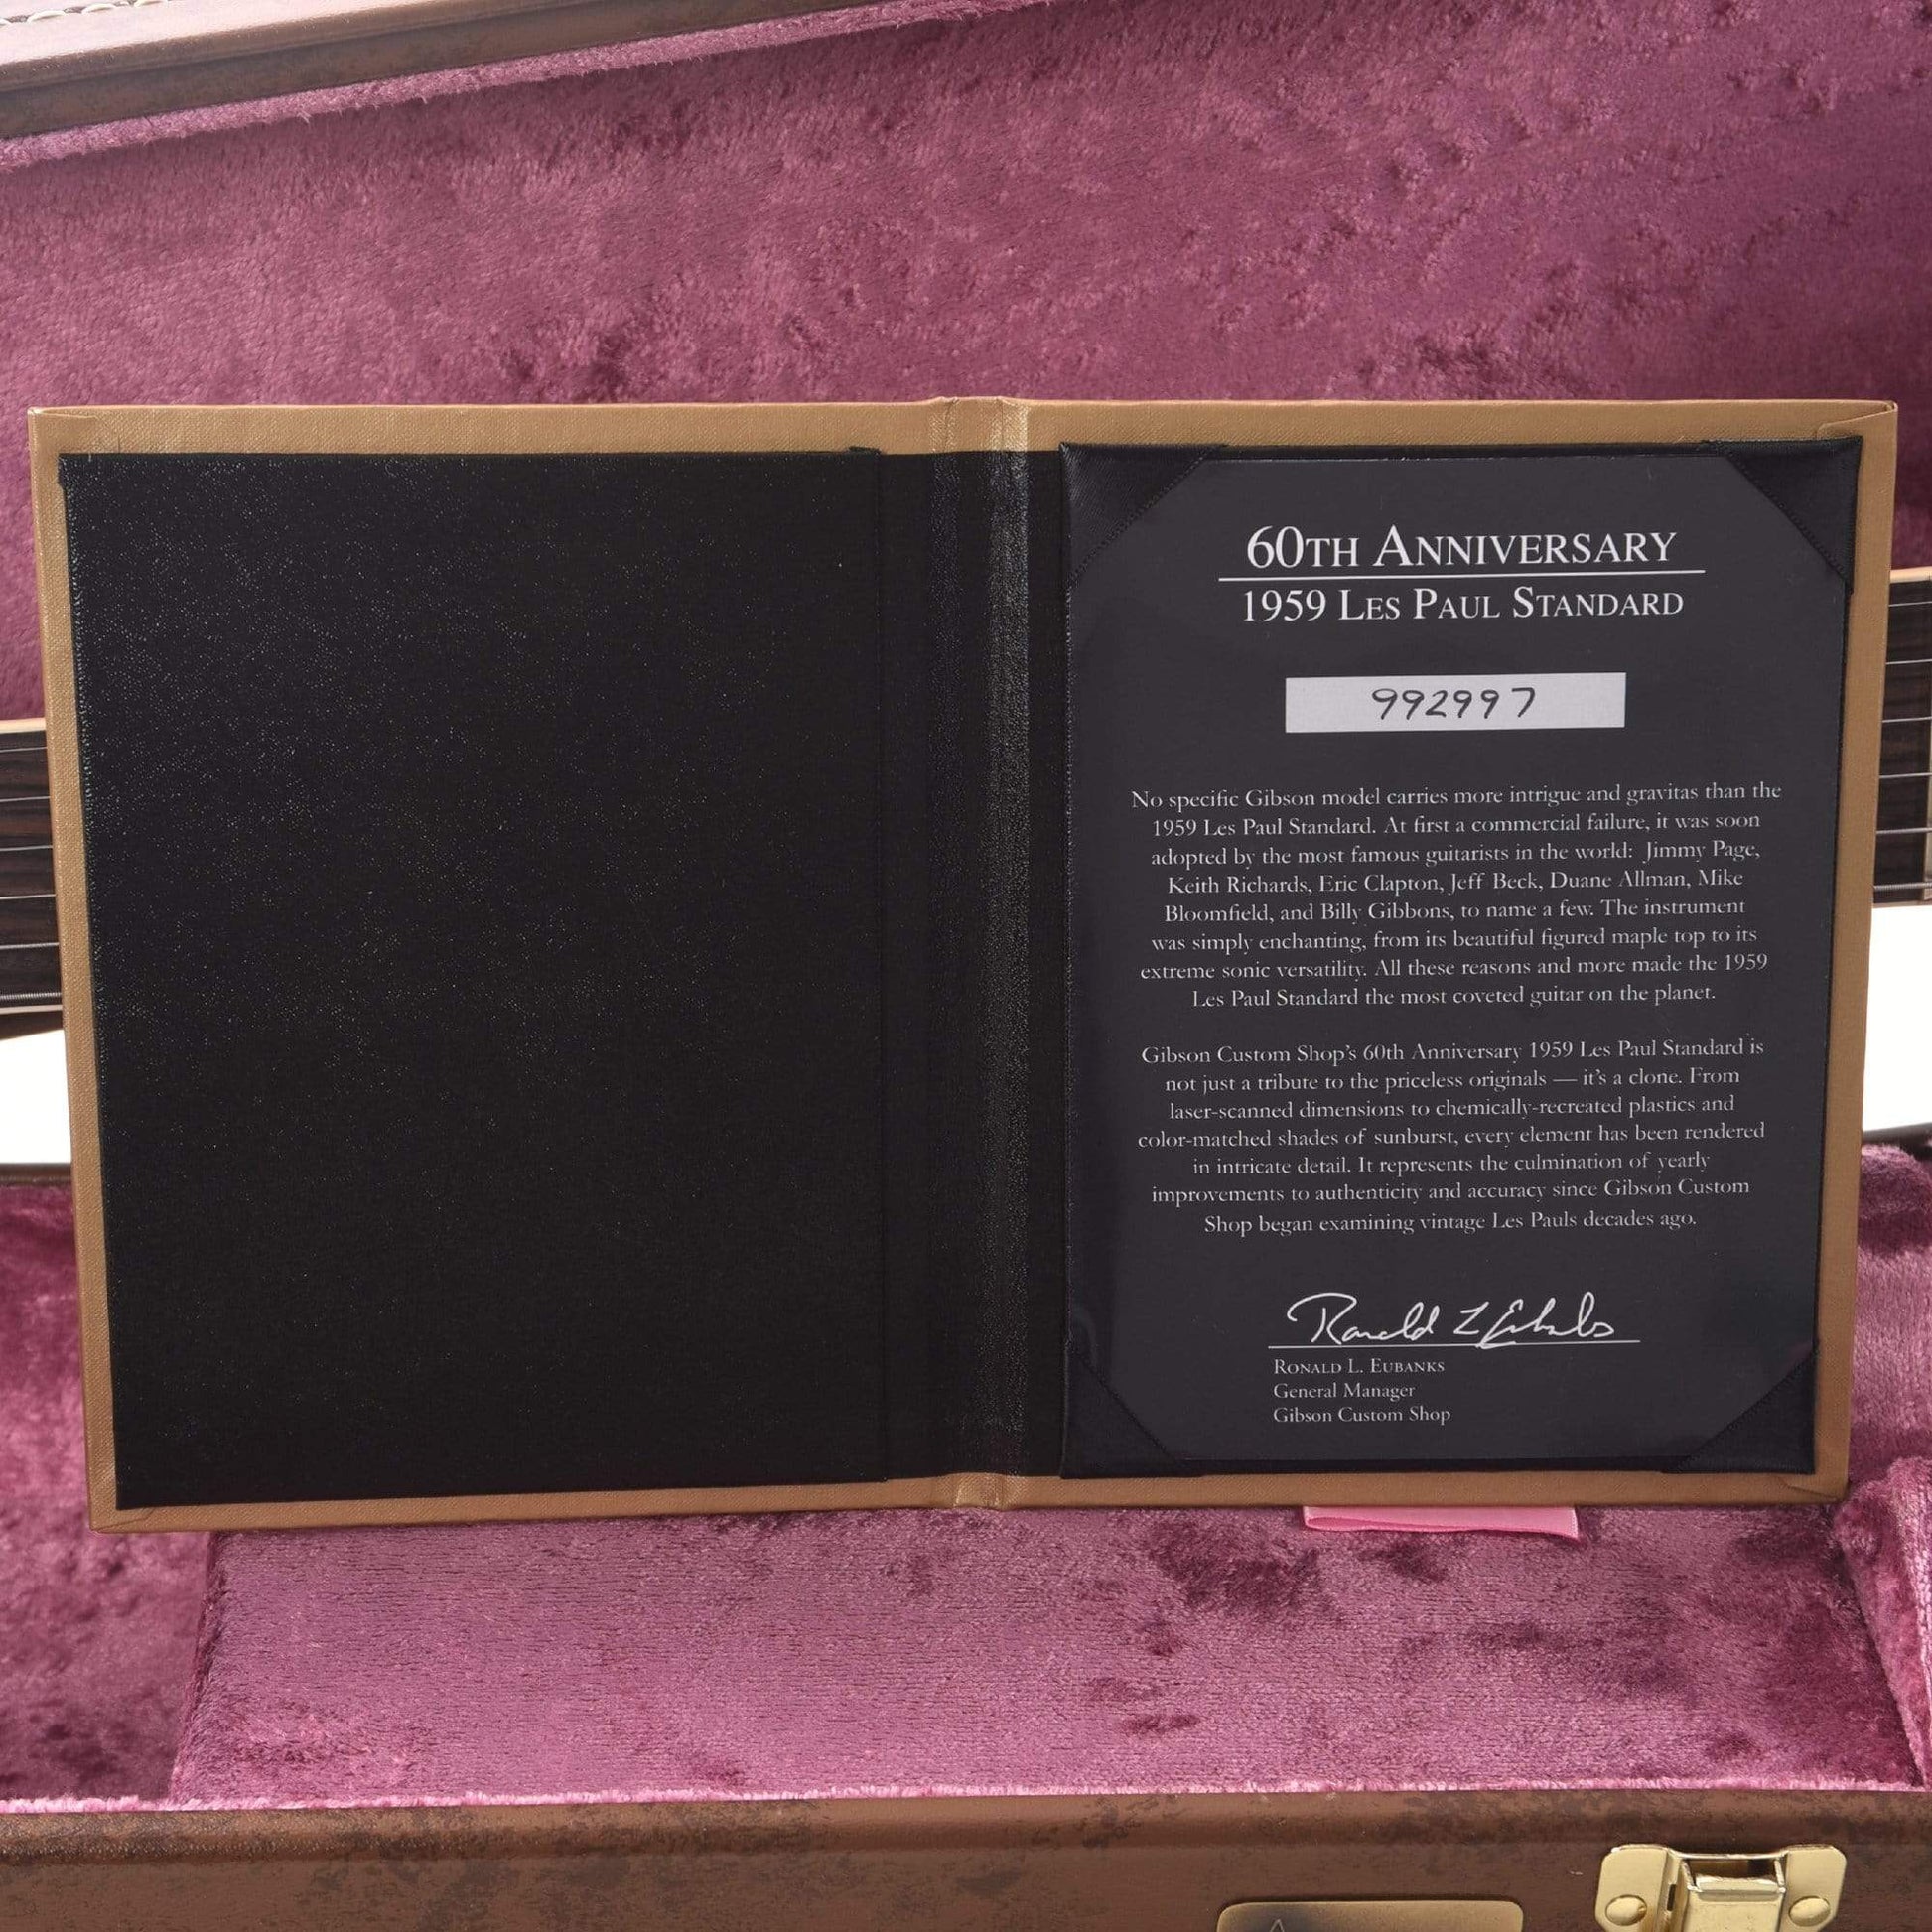 60TH ANNIVERSARY
1959 LES PAUL STANDARD
992997
No specific Gibson model carries more intrigue and gravitas than the
1959 Les Paul Standard. At first a commercial failure, it was soon
adopted by the most famous guitarists in the world: Jimmy Page,
Keith Richards, Eric Clapton, Jeff Beck, Duane Allman, Mike
Bloomfield, and Billy Gibbons, to name a few. The instrument
was simply enchanting, from its beautiful figured maple top to its
extreme sonic versatility. All these reasons and more made the 1959
Les Paul Standard the most coveted guitar on the planet.
Gibson Custom Shop's 60th Anniversary 1959 Les Paul Standard is
not just a tribute to the priceless originals — it's a clone. From
laser-scanned dimensions to chemically-recreated plastics and
color-matched shades of sunburst, every element has been rendered
in intricate detail. It represents the culmination of yearly
improvements to authenticity and accuracy since Gibson Custom
Shop began examining vintage Les Pauls decades ago.
Ronald L Eubanks
RONALD L. EUBANKS
General Manager
Gibson Custom Shop